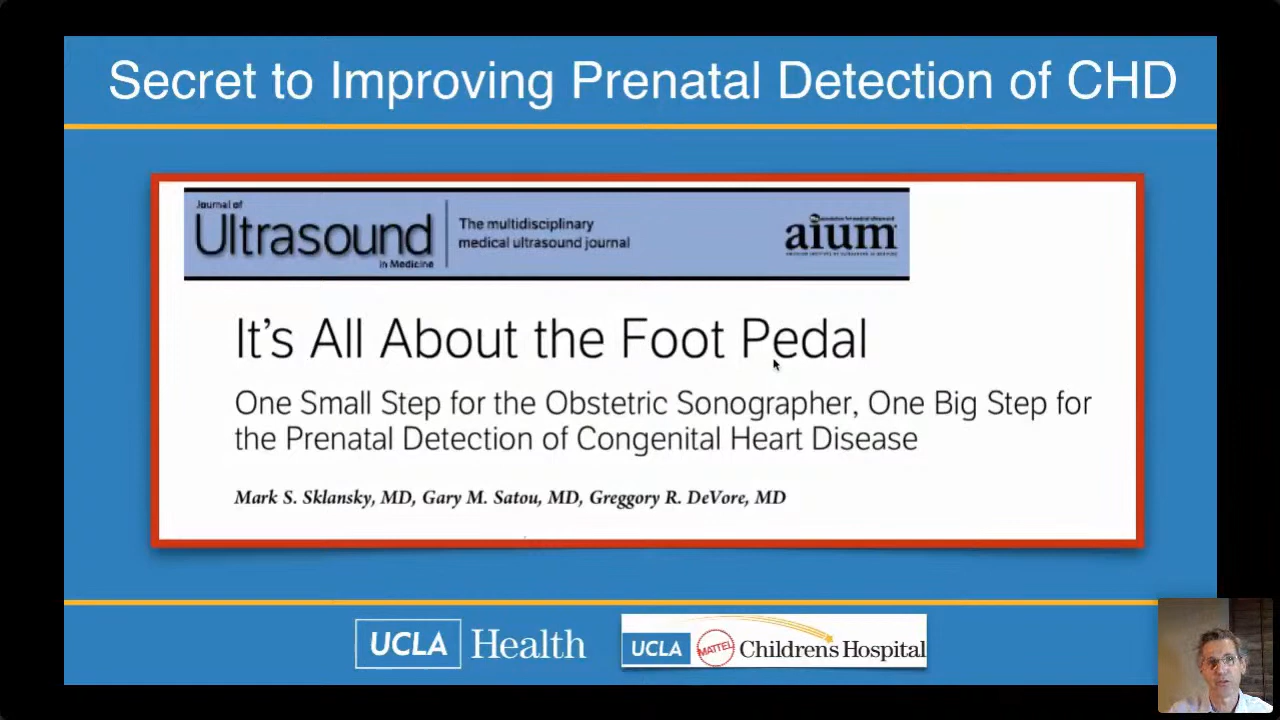 Secret to Improving Prenatal Detection of CHD
Journal of
Ultrasound
in Medicine
The multidisciplinary
medical ultrasound journal
aium
It's All About the Foot Pedal
One Small Step for the Obstetric Sonographer, One Big Step for
the Prenatal Detection of Congenital Heart Disease
Mark S. Sklansky, MD, Gary M. Satou, MD, Greggory R. DeVore, MD
UCLA Health
UCLA MATTEL Childrens Hospital